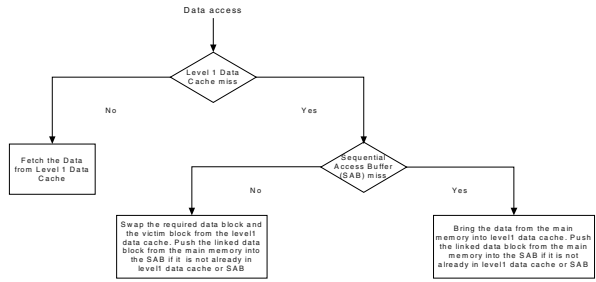 Data access
Level 1 Data
Cache miss
No
Yes
Fetch the Data
from Level 1 Data
Cache
Sequential
Access Buffer
(SAB) miss
No
Yes
Swap the required data block and
the victim block from the level1
data cache. Push the linked data
block from the main memory into
the SAB if it is not already in
level1 data cache or SAB
Bring the data from the main
memory into level1 data cache. Push
the linked data block from the main
memory into the SAB if it is not
already in level1 data cache or SAB